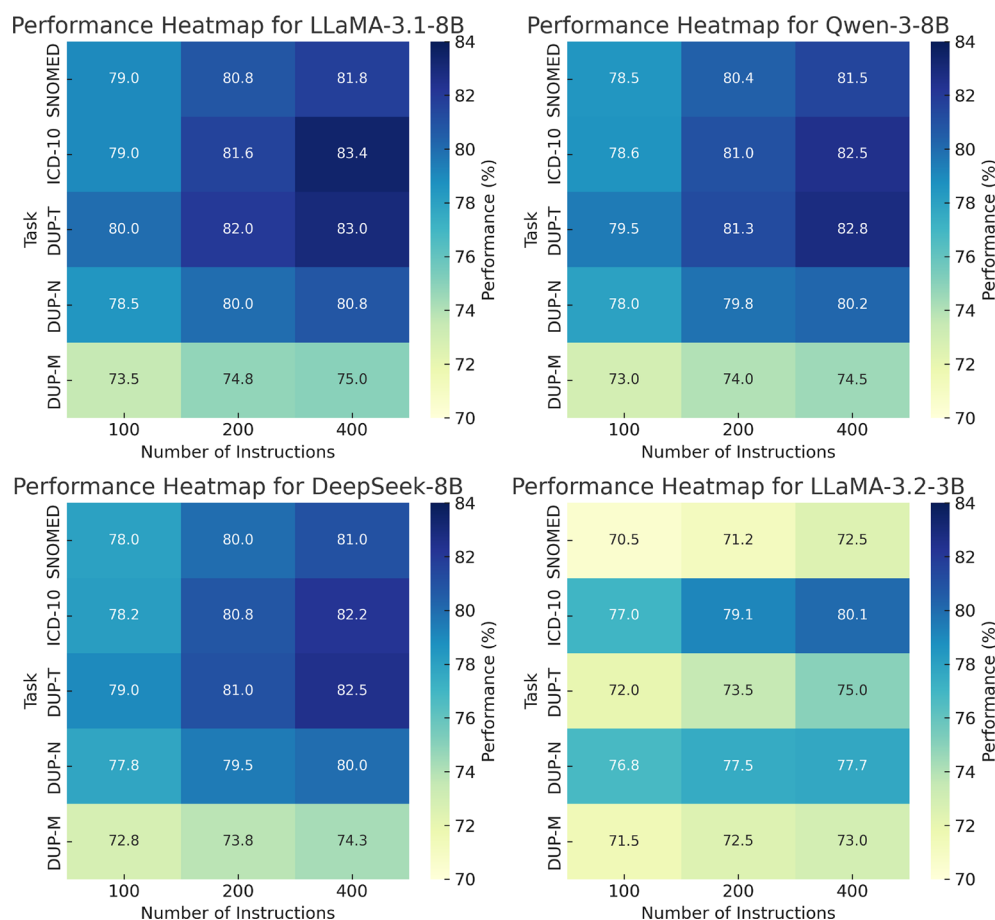 Performance Heatmap for LLaMA-3.1-8B
SNOMED 79.0 80.8 81.8
ICD-10 79.0 81.6 83.4
DUP-T 80.0 82.0 83.0
DUP-N 78.5 80.0 80.8
DUP-M 73.5 74.8 75.0
Task
100 200 400
Number of Instructions
84
82
80
78
76
74
72
70
Performance (%)
Performance Heatmap for Qwen-3-8B
SNOMED 78.5 80.4 81.5
ICD-10 78.6 81.0 82.5
DUP-T 79.5 81.3 82.8
DUP-N 78.0 79.8 80.2
DUP-M 73.0 74.0 74.5
Task
100 200 400
Number of Instructions
84
82
80
78
76
74
72
70
Performance (%)
Performance Heatmap for DeepSeek-8B
SNOMED 78.0 80.0 81.0
ICD-10 78.2 80.8 82.2
DUP-T 79.0 81.0 82.5
DUP-N 77.8 79.5 80.0
DUP-M 72.8 73.8 74.3
Task
100 200 400
Number of Instructions
84
82
80
78
76
74
72
70
Performance (%)
Performance Heatmap for LLaMA-3.2-3B
SNOMED 70.5 71.2 72.5
ICD-10 77.0 79.1 80.1
DUP-T 72.0 73.5 75.0
DUP-N 76.8 77.5 77.7
DUP-M 71.5 72.5 73.0
Task
100 200 400
Number of Instructions
84
82
80
78
76
74
72
70
Performance (%)